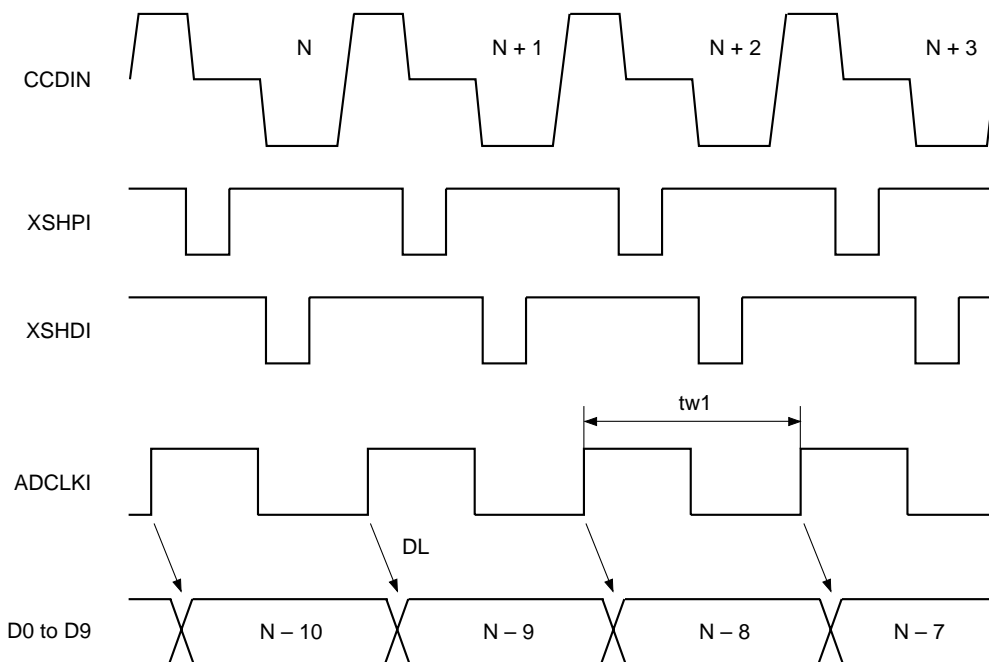 CCDIN
N
N + 1
N + 2
N + 3
XSHPI
XSHDI
tw1
ADCLKI
DL
D0 to D9
N – 10
N – 9
N – 8
N – 7